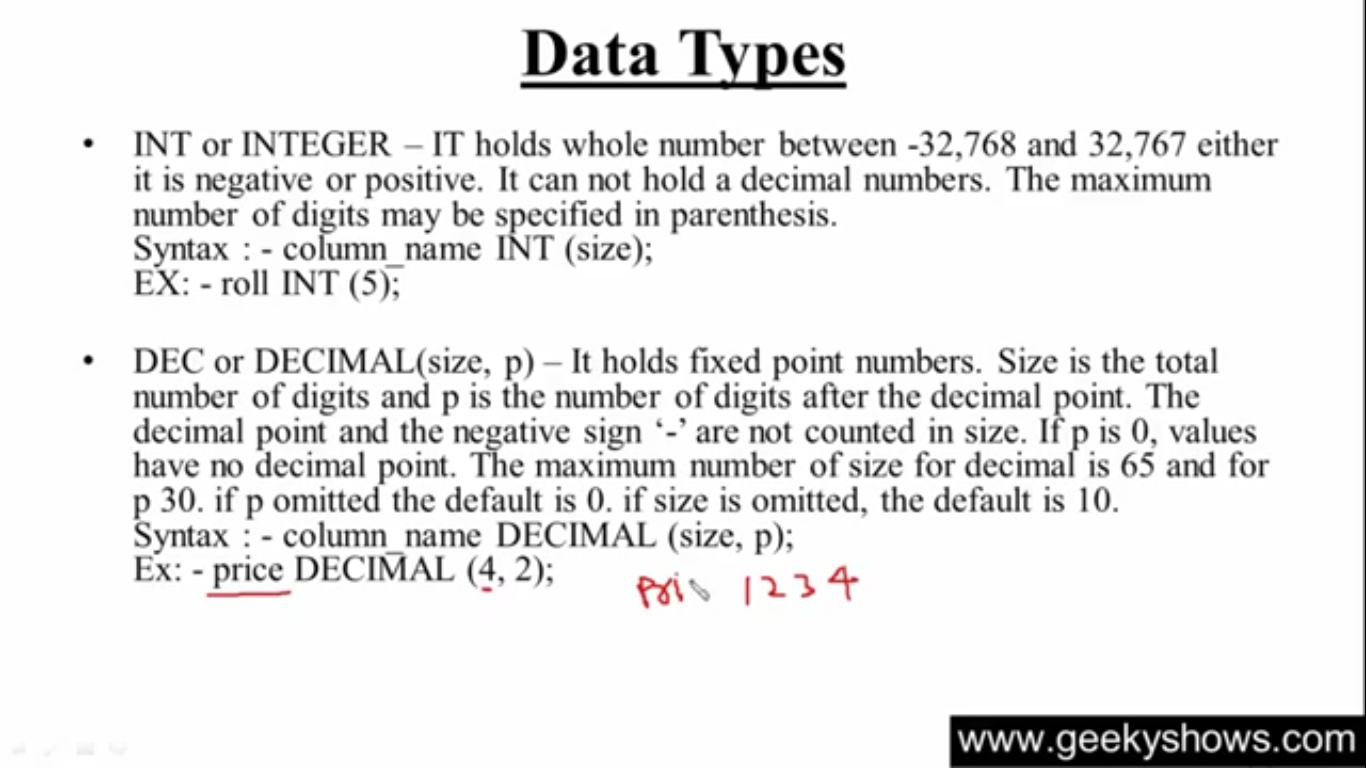 Data Types
• INT or INTEGER – IT holds whole number between -32,768 and 32,767 either
it is negative or positive. It can not hold a decimal numbers. The maximum
number of digits may be specified in parenthesis.
Syntax : - column_name INT (size);
EX: - roll INT (5);
• DEC or DECIMAL(size, p) – It holds fixed point numbers. Size is the total
number of digits and p is the number of digits after the decimal point. The
decimal point and the negative sign ‘-’ are not counted in size. If p is 0, values
have no decimal point. The maximum number of size for decimal is 65 and for
p 30. if p omitted the default is 0. if size is omitted, the default is 10.
Syntax : - column_name DECIMAL (size, p);
Ex: - price DECIMAL (4, 2);
Pri 1234
www.geekyshows.com